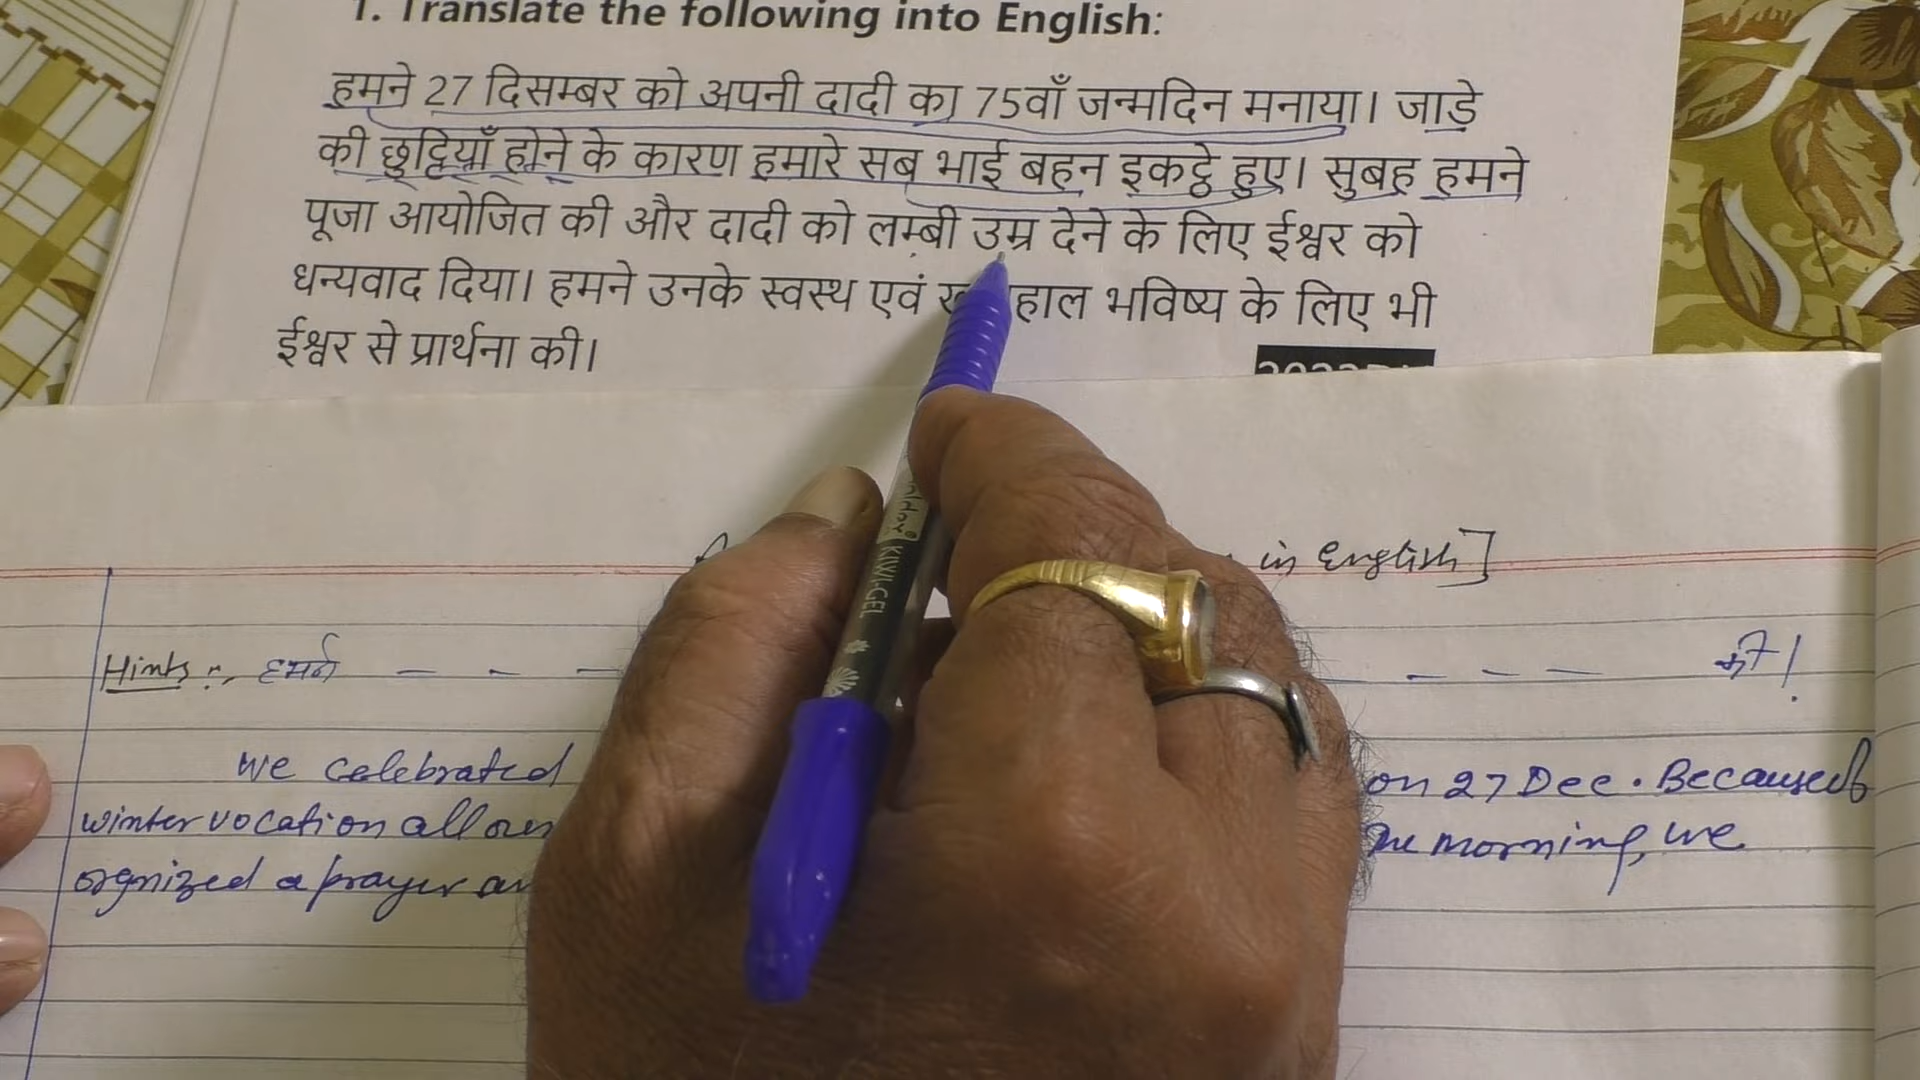 1. Translate the following into English:
हमने 27 दिसम्बर को अपनी दादी का 75वाँ जन्मदिन मनाया। जाड़े
की छुट्टियाँ होने के कारण हमारे सब भाई बहन इकट्ठे हुए। सुबह हमने
पूजा आयोजित की और दादी को लम्बी उम्र देने के लिए ईश्वर को
धन्यवाद दिया। हमने उनके स्वस्थ एवं भविष्य के लिए भी
ईश्वर से प्रार्थना की।
in English]
Hints :- हमने - - - - - - की!
We celebrated on 27 Dec. Because of
winter vocation all our morning, we
orgnized a prayer
KIWI-GEL